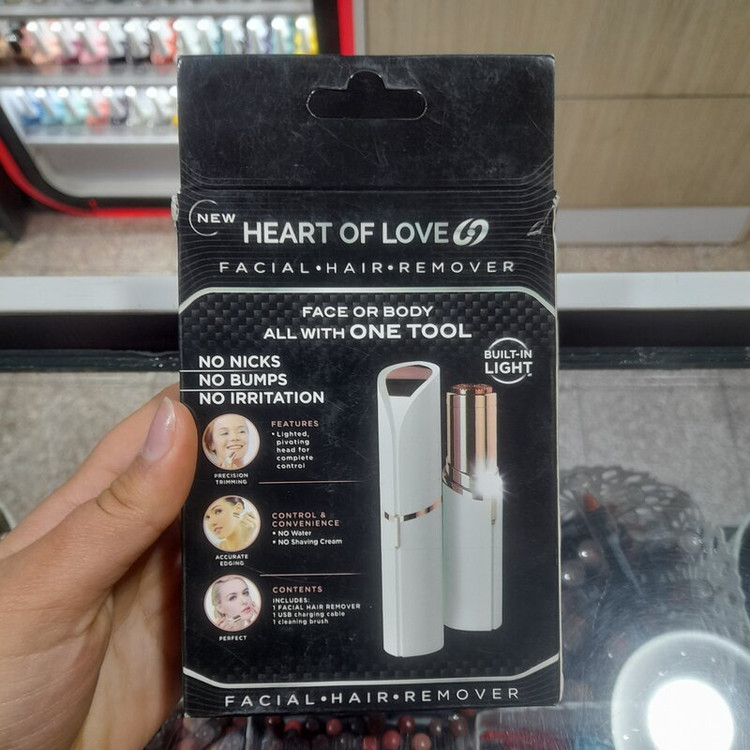 NEW
HEART OF LOVE
FACIAL•HAIR•REMOVER
FACE OR BODY
ALL WITH ONE TOOL
NO NICKS
NO BUMPS
NO IRRITATION
BUILT-IN
LIGHT
FEATURES
• Lighted,
pivoting
head for
complete
control
PRECISION
TRIMMING
CONTROL &
CONVENIENCE
• NO Water
• NO Shaving Cream
ACCURATE
EDGING
CONTENTS
INCLUDES:
1 FACIAL HAIR REMOVER
1 USB charging cable
1 cleaning brush
PERFECT
FACIAL•HAIR•REMOVER